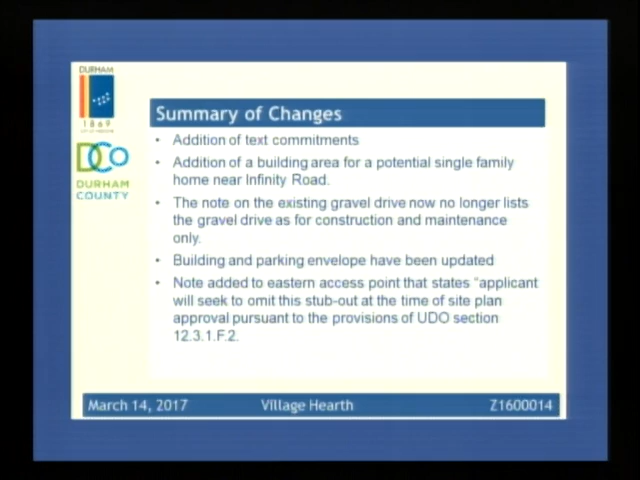 DURHAM
1869
DCO
DURHAM
COUNTY
Summary of Changes
• Addition of text commitments
• Addition of a building area for a potential single family
home near Infinity Road.
• The note on the existing gravel drive now no longer lists
the gravel drive as for construction and maintenance
only.
• Building and parking envelope have been updated
• Note added to eastern access point that states “applicant
will seek to omit this stub-out at the time of site plan
approval pursuant to the provisions of UDO section
12.3.1.F.2.
March 14, 2017 Village Hearth Z1600014